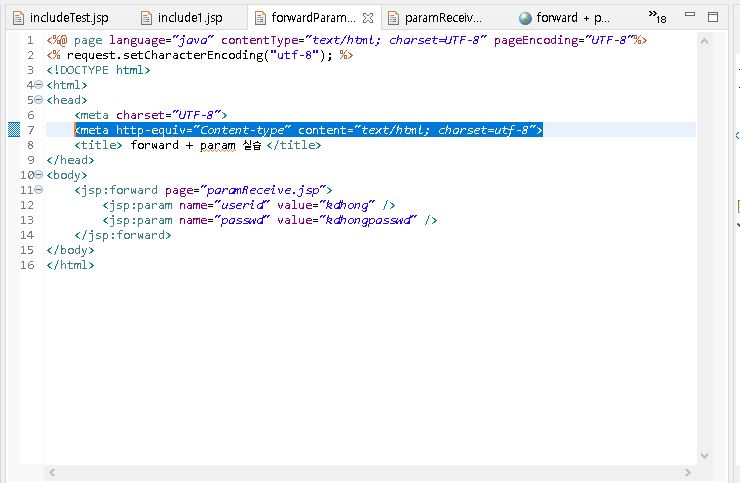 includeTest.jsp include1.jsp forwardParam... paramReceiv... forward + p... »18
1 <%@ page language="java" contentType="text/html; charset=UTF-8" pageEncoding="UTF-8"%>
2 <% request.setCharacterEncoding("utf-8"); %>
3 <!DOCTYPE html>
4 <html>
5 <head>
6 <meta charset="UTF-8">
7 <meta http-equiv="Content-type" content="text/html; charset=utf-8">
8 <title> forward + param 실습 </title>
9 </head>
10 <body>
11 <jsp:forward page="paramReceive.jsp">
12 <jsp:param name="userid" value="kdhong" />
13 <jsp:param name="passwd" value="kdhongpasswd" />
14 </jsp:forward>
15 </body>
16 </html>